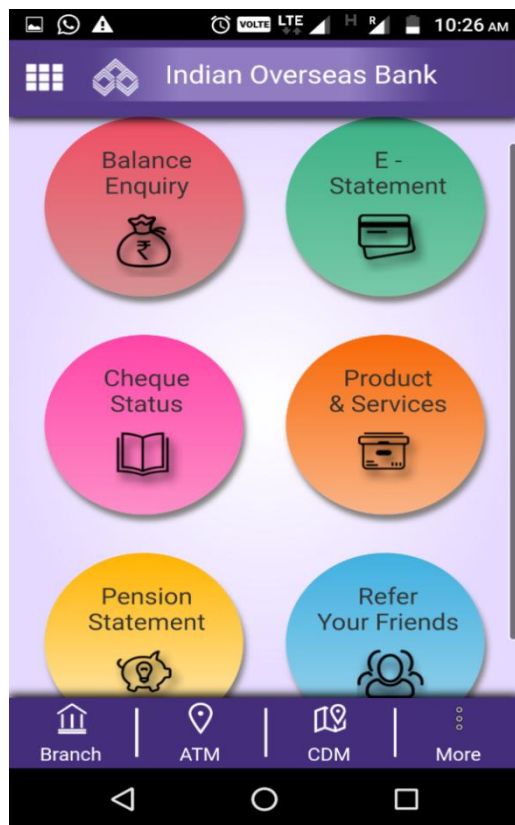 VOLTE LTE H R 10:26 AM
Indian Overseas Bank
Balance
Enquiry
₹
E -
Statement
Cheque
Status
Product
& Services
Pension
Statement
Refer
Your Friends
Branch
ATM
CDM
More